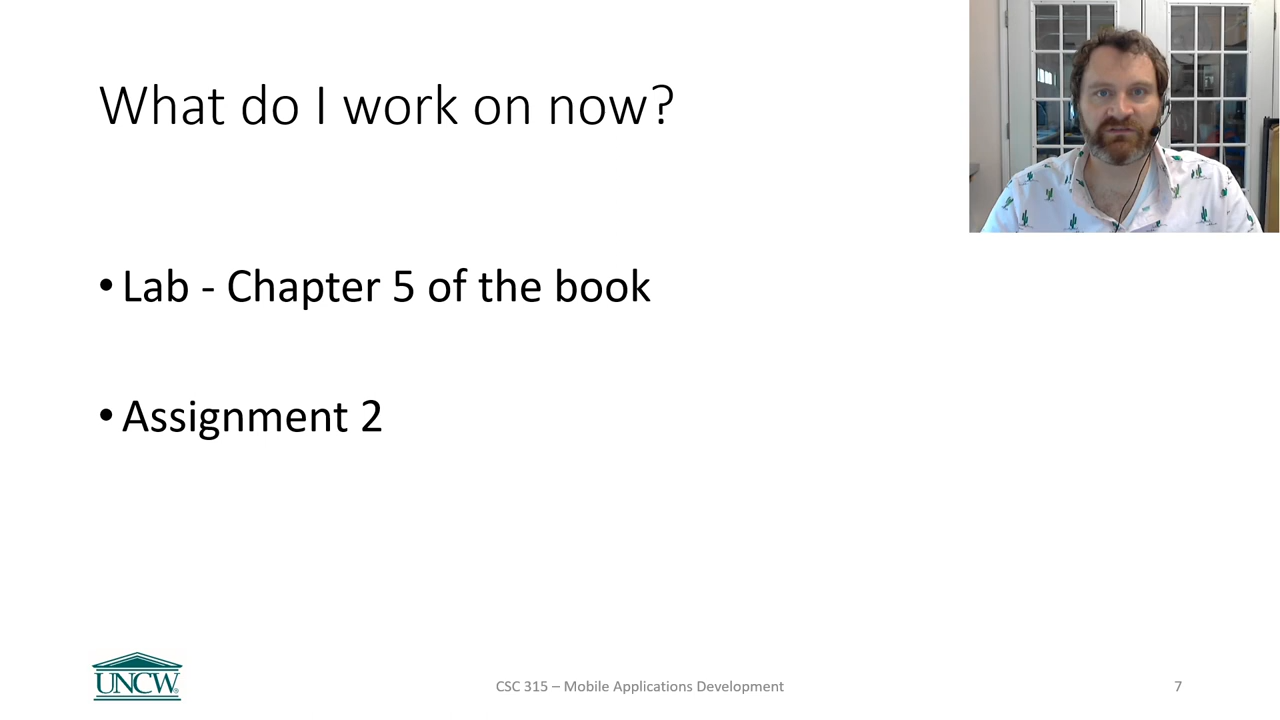 What do I work on now?
• Lab - Chapter 5 of the book
• Assignment 2
UNCW
CSC 315 – Mobile Applications Development
7